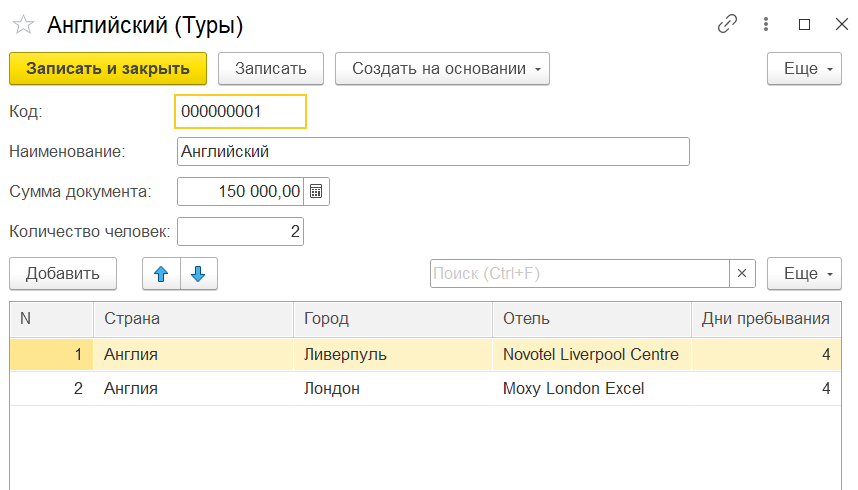 Английский (Туры)
Записать и закрыть Записать Создать на основании Еще
Код: 000000001
Наименование: Английский
Сумма документа: 150 000,00
Количество человек: 2
Добавить Поиск (Ctrl+F) × Еще
N Страна Город Отель Дни пребывания
1 Англия Ливерпуль Novotel Liverpool Centre 4
2 Англия Лондон Moxy London Excel 4